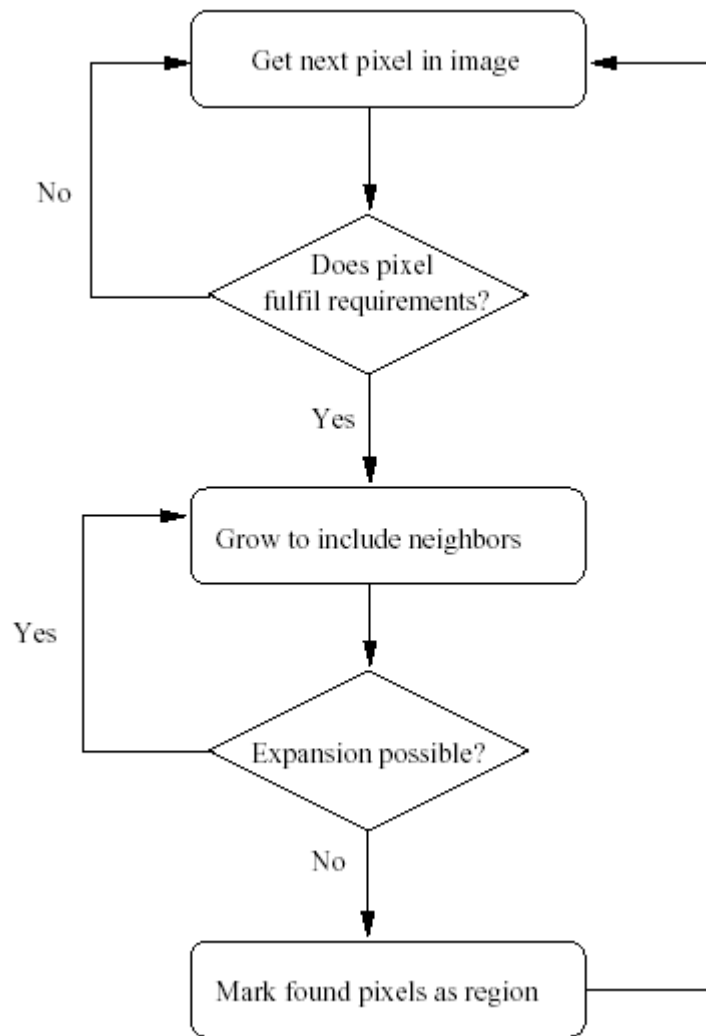 Get next pixel in image
No
Does pixel
fulfil requirements?
Yes
Grow to include neighbors
Yes
Expansion possible?
No
Mark found pixels as region